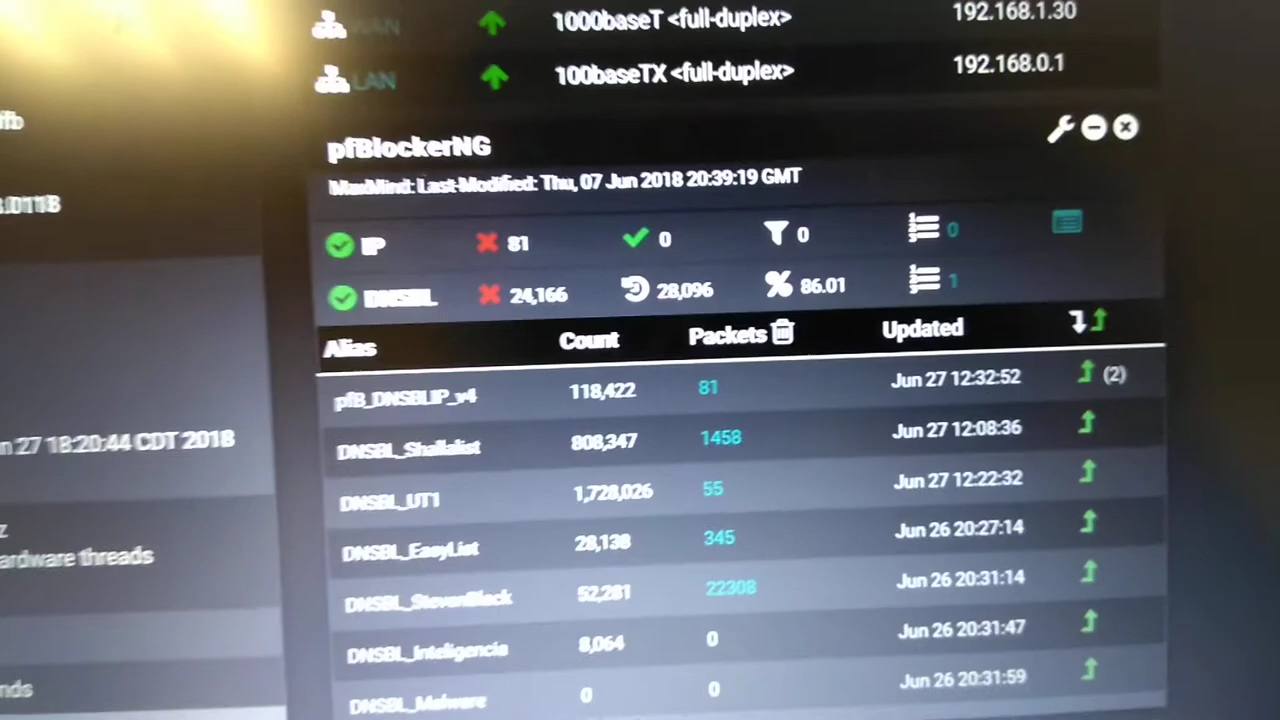 WAN 1000baseT <full-duplex> 192.168.1.30
LAN 100baseTX <full-duplex> 192.168.0.1
pfBlockerNG
MaxMind: Last-Modified: Thu, 07 Jun 2018 20:39:19 GMT
IP 81 0 0 0
DNSBL 24,166 28,096 % 86.01 1
Alias Count Packets Updated
pfB_DNSBLIP_v4 118,422 81 Jun 27 12:32:52 (2)
DNSBL_Shallalist 808,347 1458 Jun 27 12:08:36
DNSBL_UT1 1,728,026 55 Jun 27 12:22:32
DNSBL_EasyList 28,138 345 Jun 26 20:27:14
DNSBL_StevenBlack 52,281 22308 Jun 26 20:31:14
DNSBL_Inteligencia 8,064 0 Jun 26 20:31:47
DNSBL_Malware 0 0 Jun 26 20:31:59
n 27 18:20:44 CDT 2018
z
ardware threads
nds